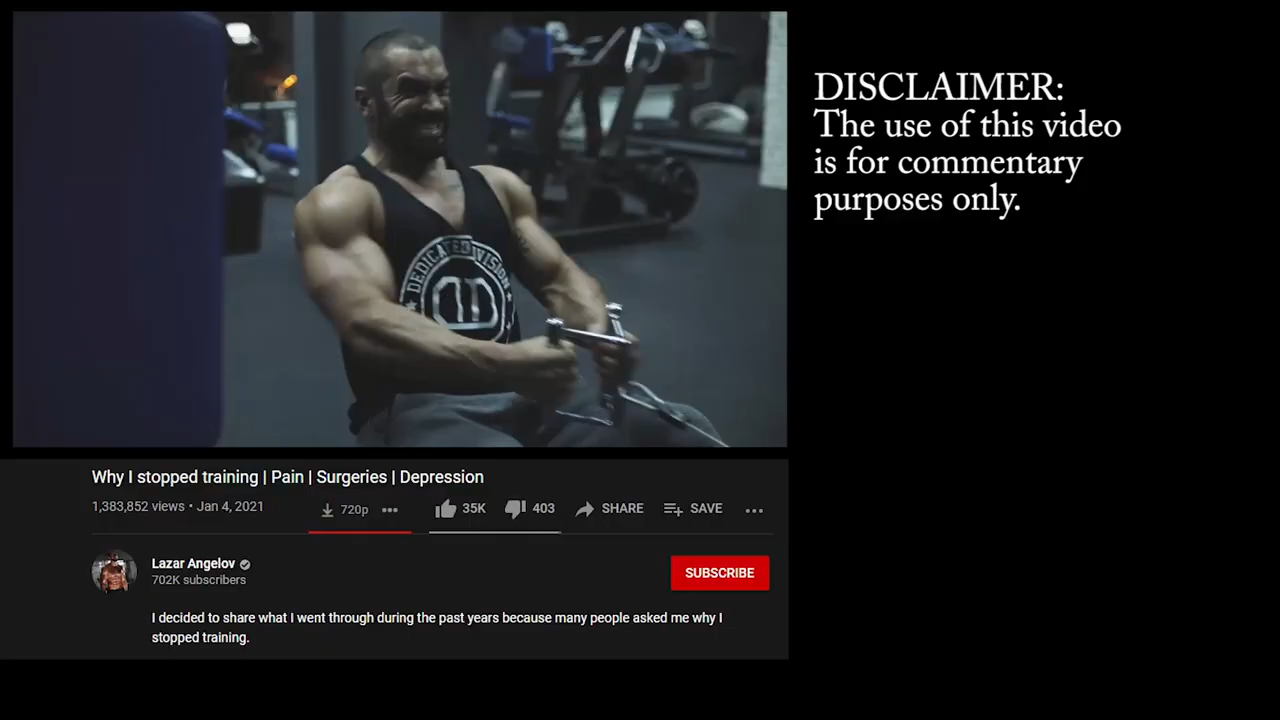 DISCLAIMER:
The use of this video
is for commentary
purposes only.
DEDICATED VISION
Why I stopped training | Pain | Surgeries | Depression
1,383,852 views • Jan 4, 2021
720p
35K
403
SHARE
SAVE
Lazar Angelov
702K subscribers
SUBSCRIBE
I decided to share what I went through during the past years because many people asked me why I
stopped training.